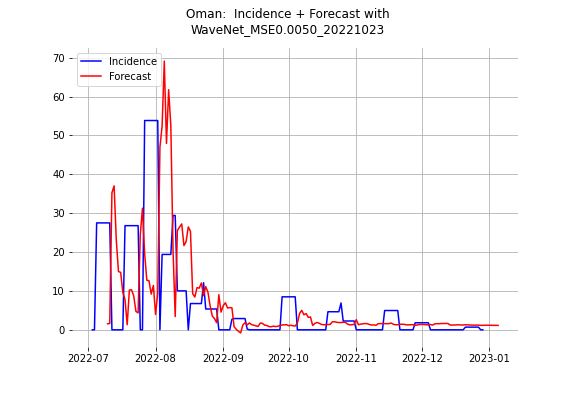 Oman:  Incidence + Forecast with
WaveNet_MSE0.0050_20221023
Incidence
Forecast
70
60
50
40
30
20
10
0
2022-07 2022-08 2022-09 2022-10 2022-11 2022-12 2023-01